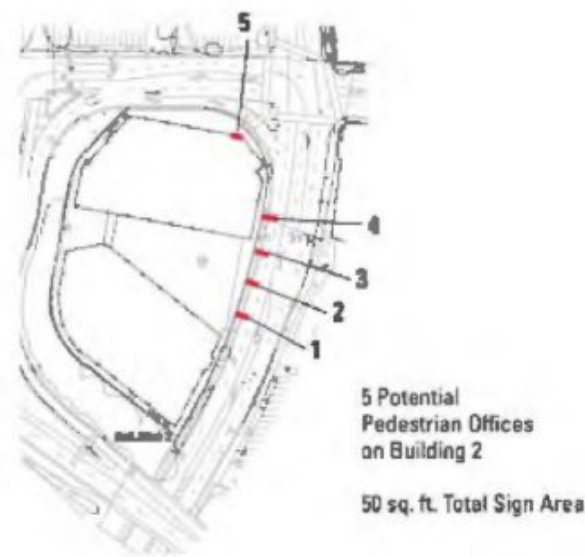 5
4
3
2
1
5 Potential
Pedestrian Offices
on Building 2
50 sq. ft. Total Sign Area